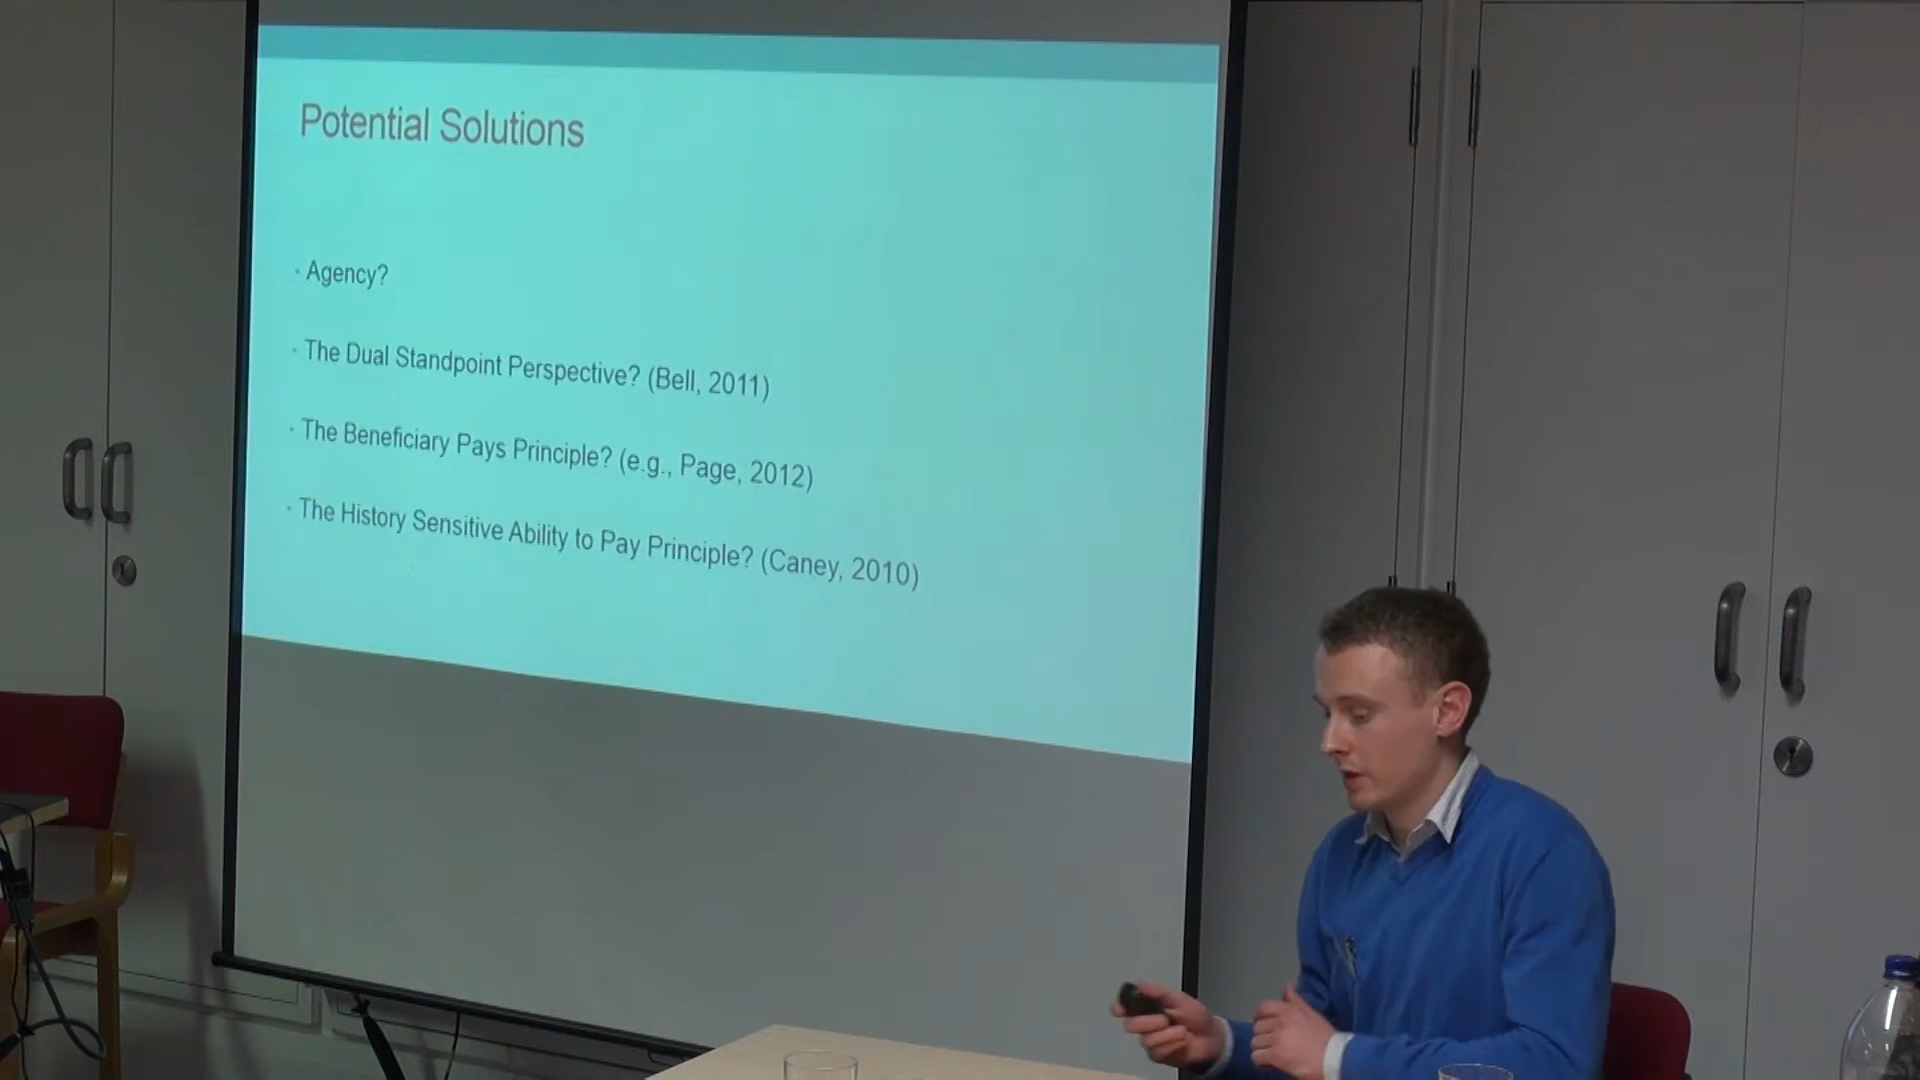 Potential Solutions
· Agency?
· The Dual Standpoint Perspective? (Bell, 2011)
· The Beneficiary Pays Principle? (e.g., Page, 2012)
· The History Sensitive Ability to Pay Principle? (Caney, 2010)